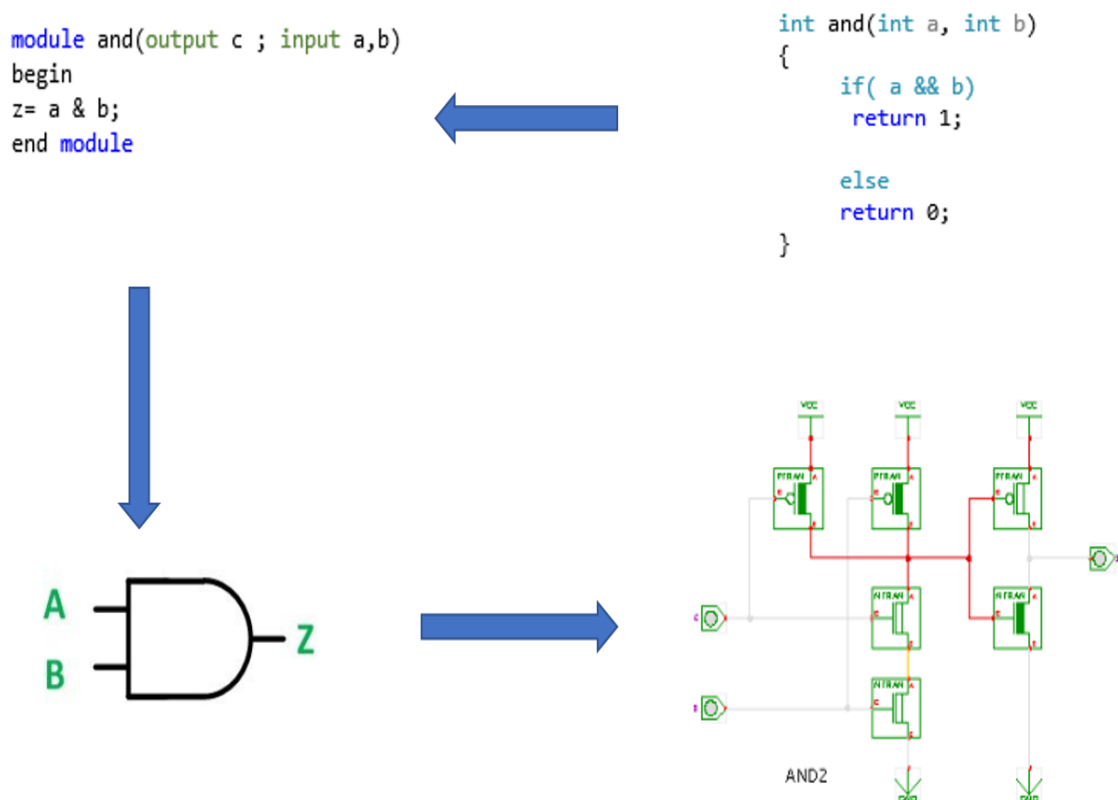 module and(output c ; input a,b)
begin
z= a & b;
end module
int and(int a, int b)
{
if( a && b)
return 1;
else
return 0;
}
A
B
Z
VCC
VCC
VCC
PTRAN
PTRAN
PTRAN
NTRAN
NTRAN
NTRAN
AND2